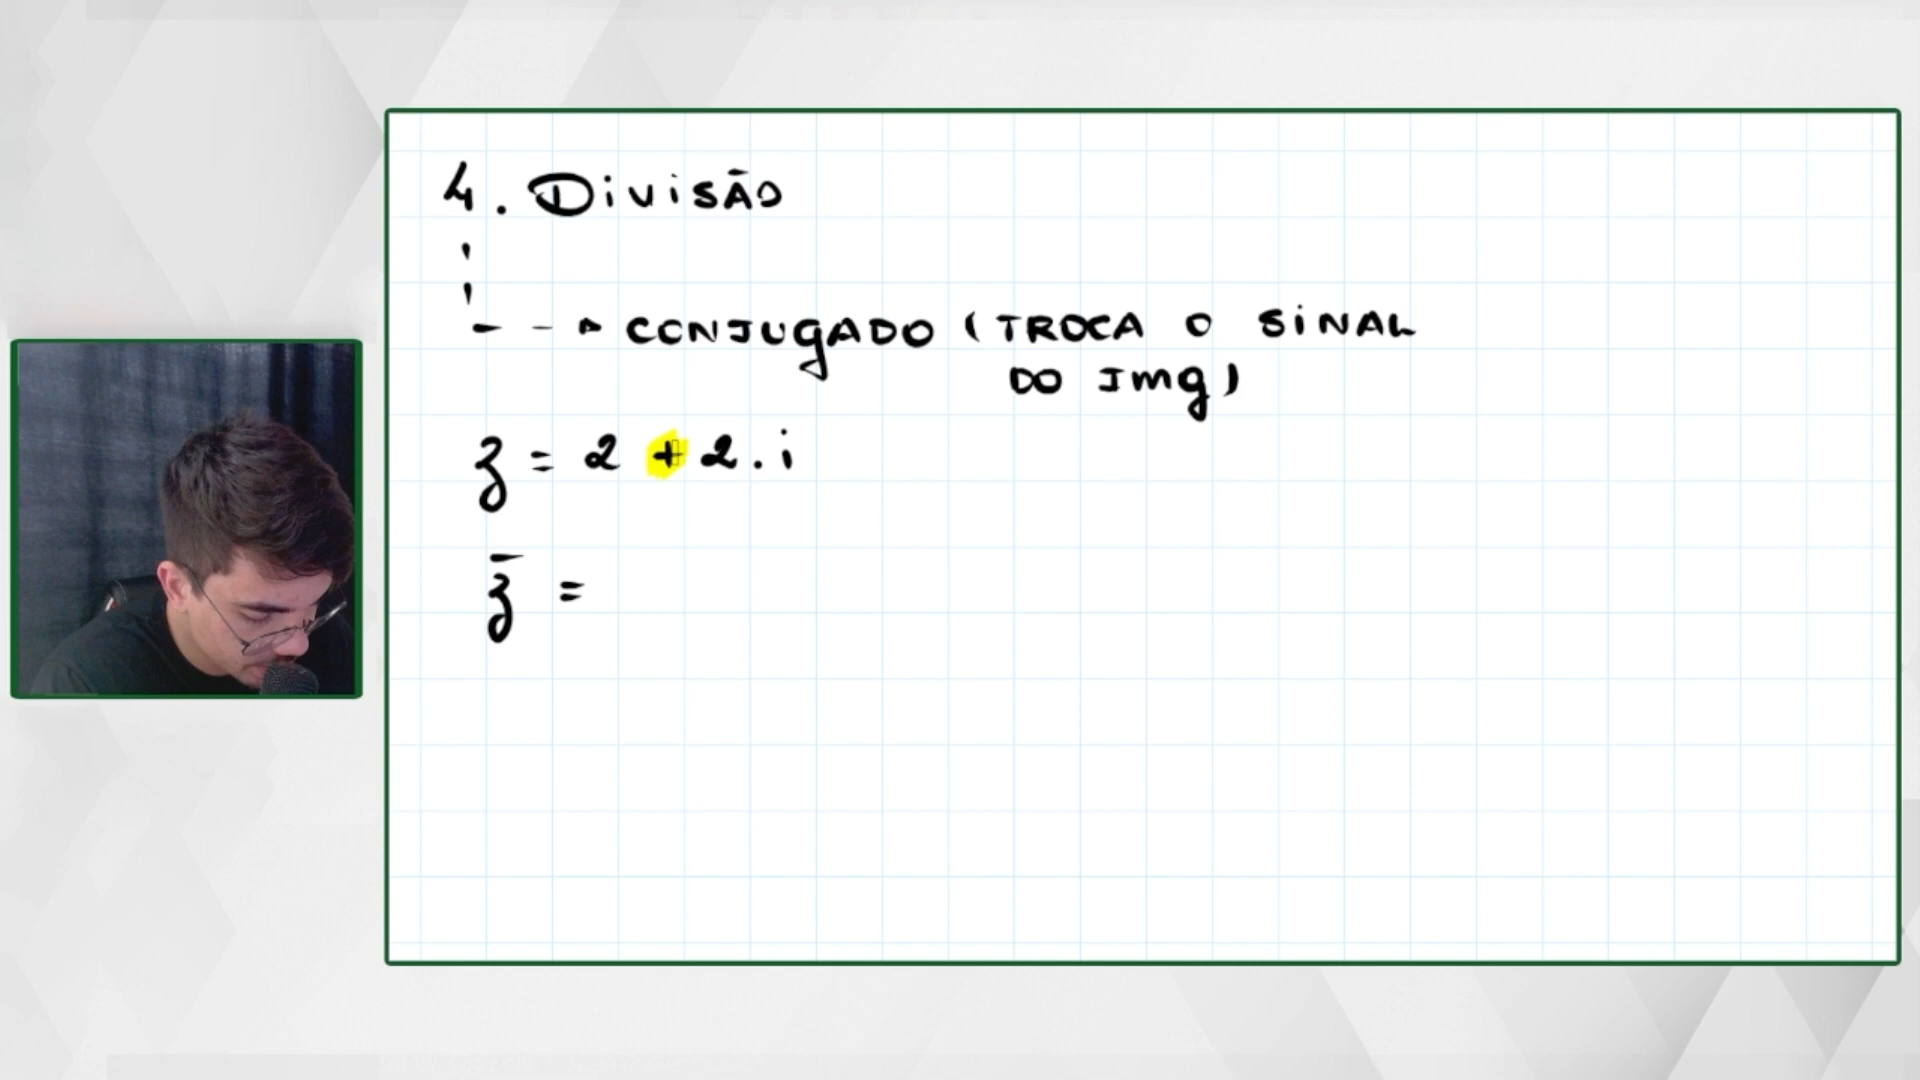 4. DivisÃo
CONJUGADO (TROCA O SiNAL
DO Img)
z = 2 + 2.i
z̄ =